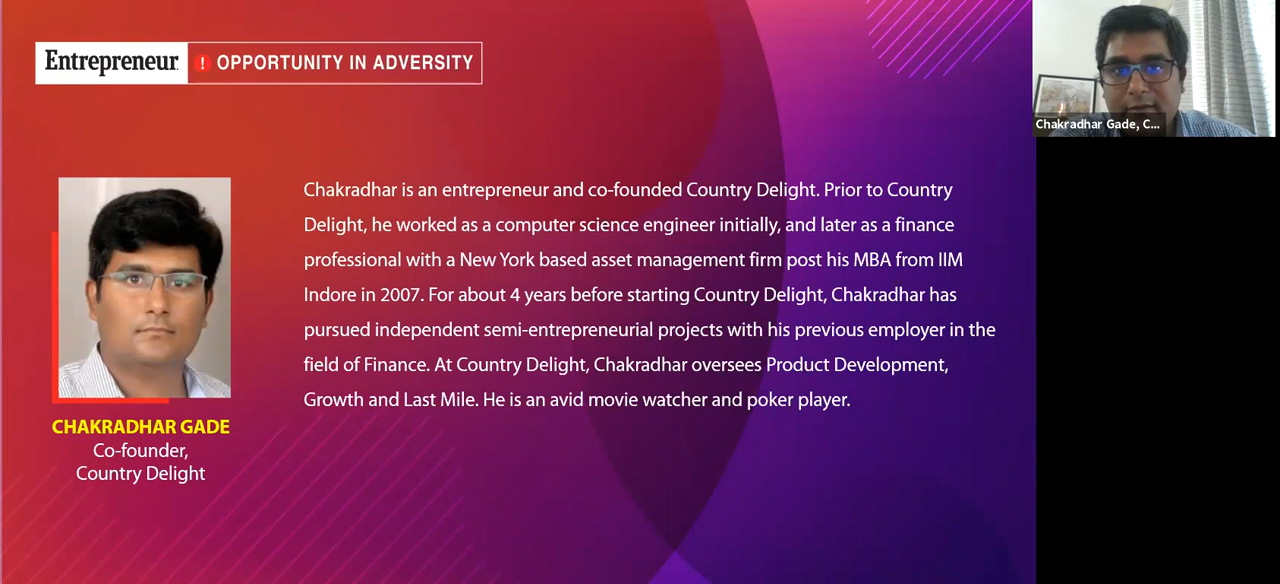 Entrepreneur
! OPPORTUNITY IN ADVERSITY
Chakradhar Gade, C...
Chakradhar is an entrepreneur and co-founded Country Delight. Prior to Country
Delight, he worked as a computer science engineer initially, and later as a finance
professional with a New York based asset management firm post his MBA from IIM
Indore in 2007. For about 4 years before starting Country Delight, Chakradhar has
pursued independent semi-entrepreneurial projects with his previous employer in the
field of Finance. At Country Delight, Chakradhar oversees Product Development,
Growth and Last Mile. He is an avid movie watcher and poker player.
CHAKRADHAR GADE
Co-founder,
Country Delight